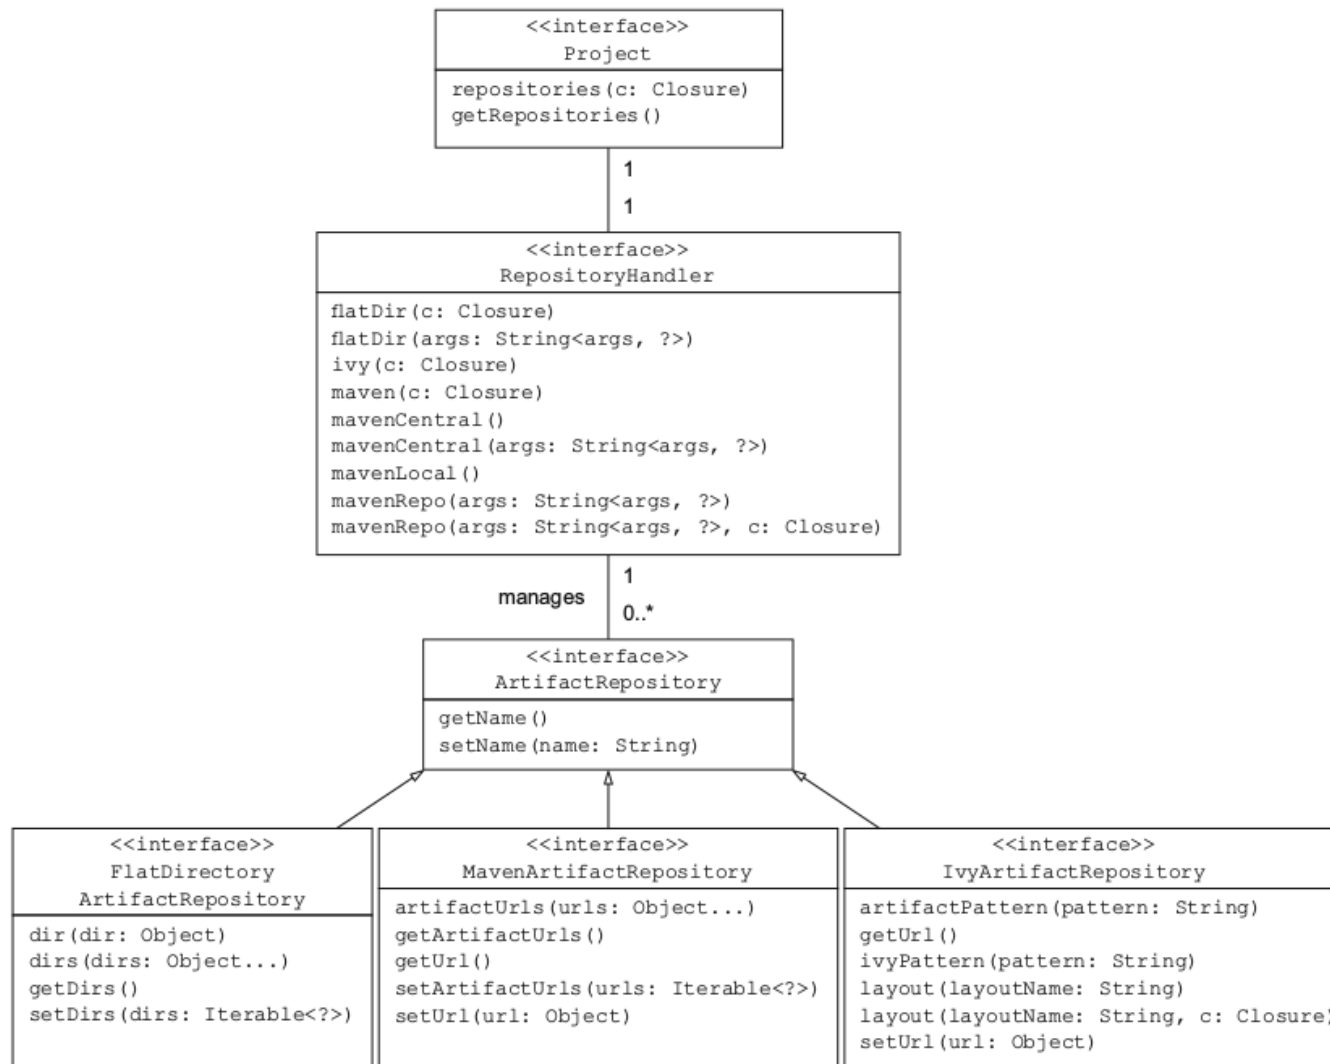 <<interface>>
Project
repositories(c: Closure)
getRepositories()
1
1
<<interface>>
RepositoryHandler
flatDir(c: Closure)
flatDir(args: String<args, ?>)
ivy(c: Closure)
maven(c: Closure)
mavenCentral()
mavenCentral(args: String<args, ?>)
mavenLocal()
mavenRepo(args: String<args, ?>)
mavenRepo(args: String<args, ?>, c: Closure)
1
manages
0..*
<<interface>>
ArtifactRepository
getName()
setName(name: String)
<<interface>>
FlatDirectory
ArtifactRepository
dir(dir: Object)
dirs(dirs: Object...)
getDirs()
setDirs(dirs: Iterable<?>)
<<interface>>
MavenArtifactRepository
artifactUrls(urls: Object...)
getArtifactUrls()
getUrl()
setArtifactUrls(urls: Iterable<?>)
setUrl(url: Object)
<<interface>>
IvyArtifactRepository
artifactPattern(pattern: String)
getUrl()
ivyPattern(pattern: String)
layout(layoutName: String)
layout(layoutName: String, c: Closure)
setUrl(url: Object)